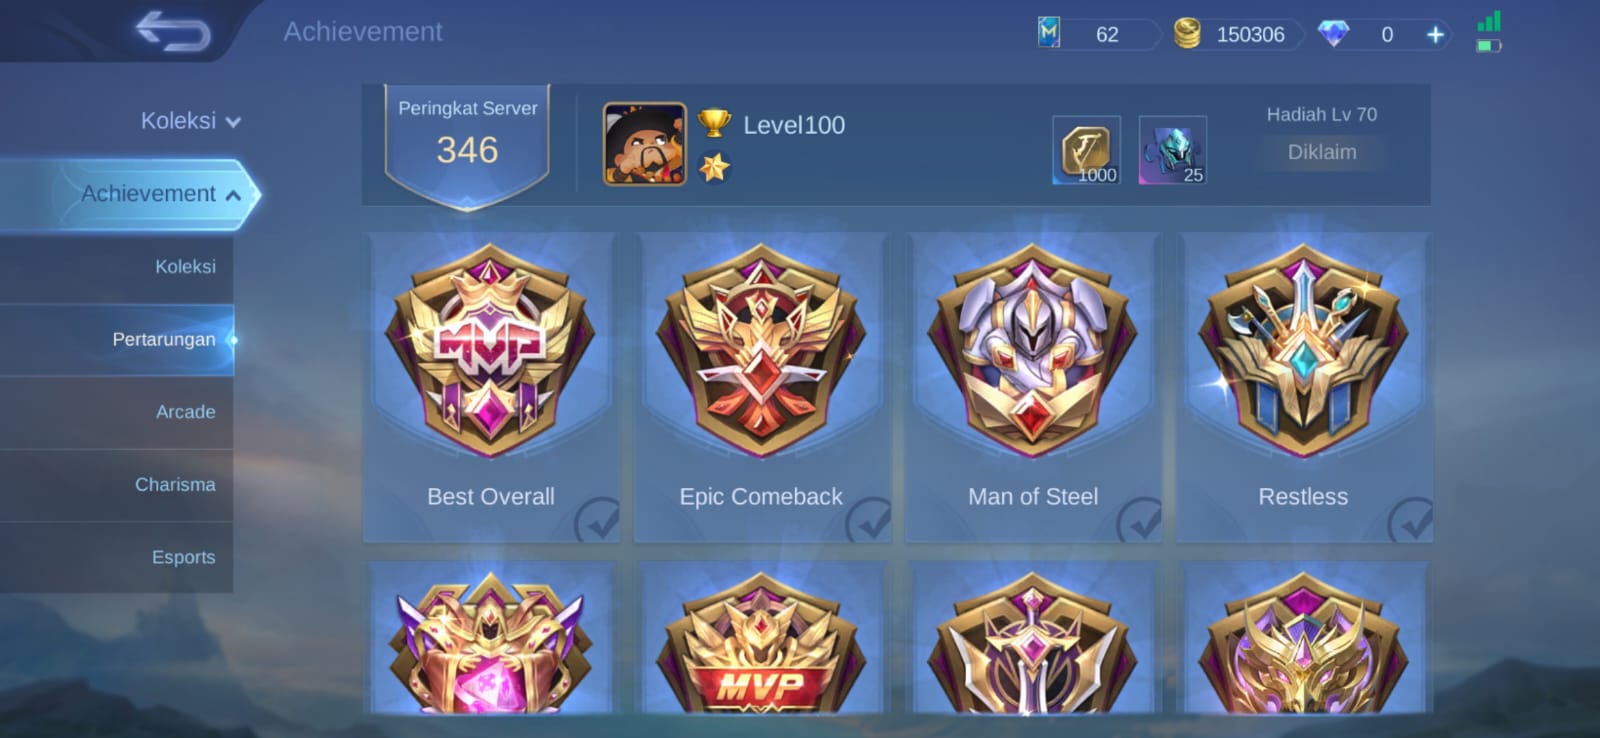 Achievement
M
62
150306
0
+
Koleksi
Achievement
Koleksi
Pertarungan
Arcade
Charisma
Esports
Peringkat Server
346
Level100
1000
25
Hadiah Lv 70
Diklaim
MVP
Best Overall
Epic Comeback
Man of Steel
Restless
MVP